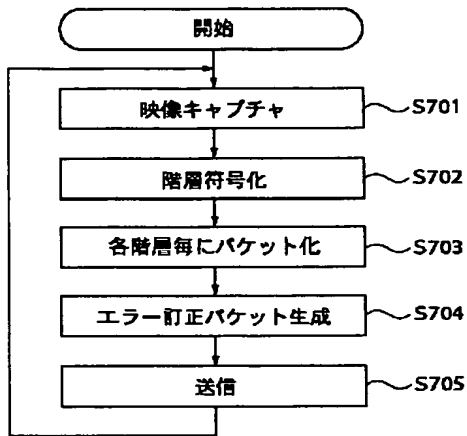 開始
映像キャプチャ S701
階層符号化 S702
各階層毎にパケット化 S703
エラー訂正パケット生成 S704
送信 S705